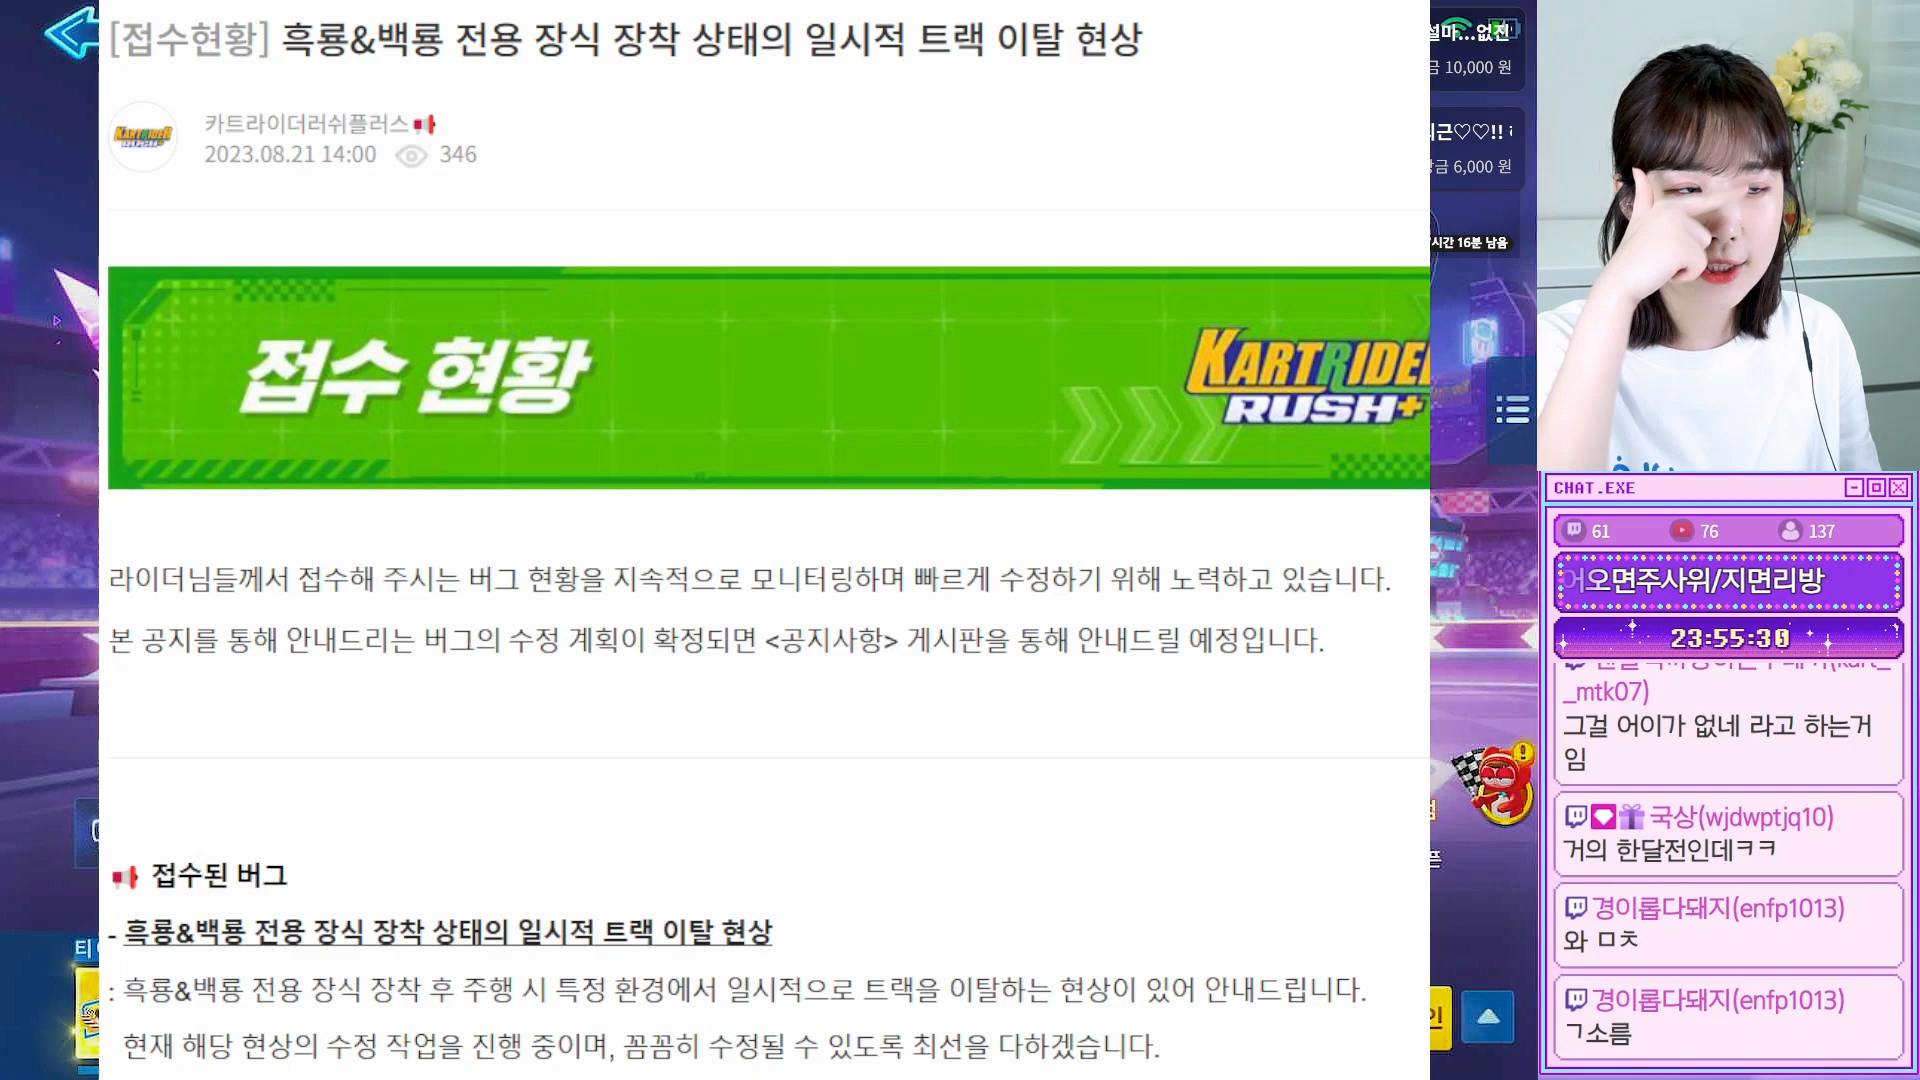 [접수현황] 흑룡&백룡 전용 장식 장착 상태의 일시적 트랙 이탈 현상
카트라이더러쉬플러스
2023.08.21 14:00 346
KARTRIDER
RUSH+
접수 현황
KARTRIDE
RUSH+
라이더님들께서 접수해 주시는 버그 현황을 지속적으로 모니터링하며 빠르게 수정하기 위해 노력하고 있습니다.
본 공지를 통해 안내드리는 버그의 수정 계획이 확정되면 <공지사항> 게시판을 통해 안내드릴 예정입니다.
접수된 버그
- 흑룡&백룡 전용 장식 장착 상태의 일시적 트랙 이탈 현상
: 흑룡&백룡 전용 장식 장착 후 주행 시 특정 환경에서 일시적으로 트랙을 이탈하는 현상이 있어 안내드립니다.
현재 해당 현상의 수정 작업을 진행 중이며, 꼼꼼히 수정될 수 있도록 최선을 다하겠습니다.
설마...없진
금 10,000 원
근♡♡!!
금 6,000 원
시간 16분 남음
티
인
CHAT.EXE
61 76 137
어오면주사위/지면리방
23:55:30
_mtk07)
그걸 어이가 없네 라고 하는거
임
국상(wjdwptjq10)
거의 한달전인데ㅋㅋ
경이롭다돼지(enfp1013)
와 ㅁㅊ
경이롭다돼지(enfp1013)
ㄱ소름